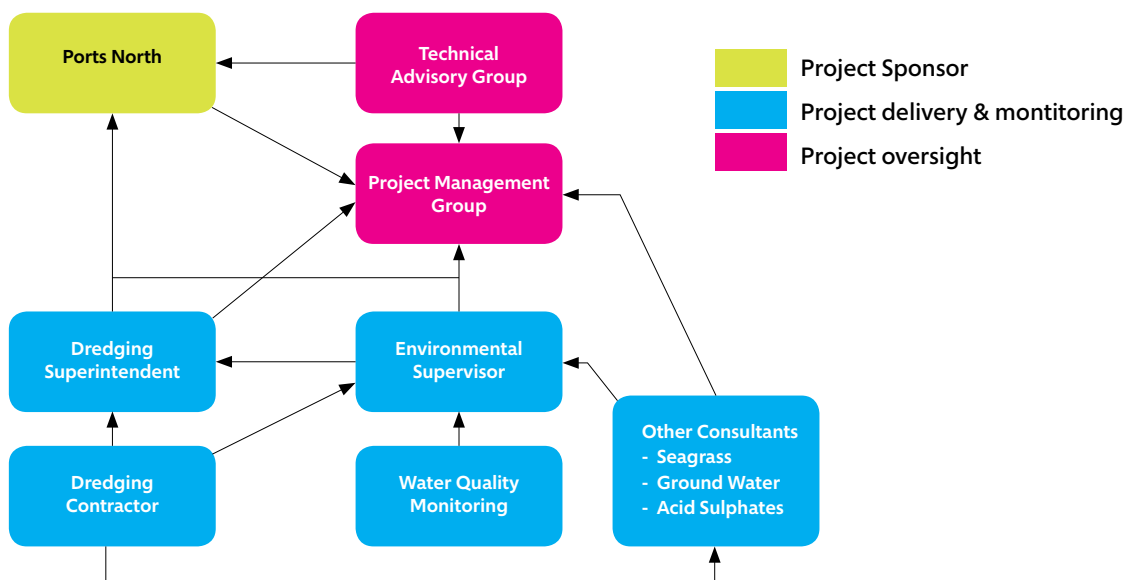 Ports North
Technical
Advisory Group
Project Sponsor
Project delivery & montitoring
Project oversight
Project Management
Group
Dredging
Superintendent
Environmental
Supervisor
Dredging
Contractor
Water Quality
Monitoring
Other Consultants
- Seagrass
- Ground Water
- Acid Sulphates